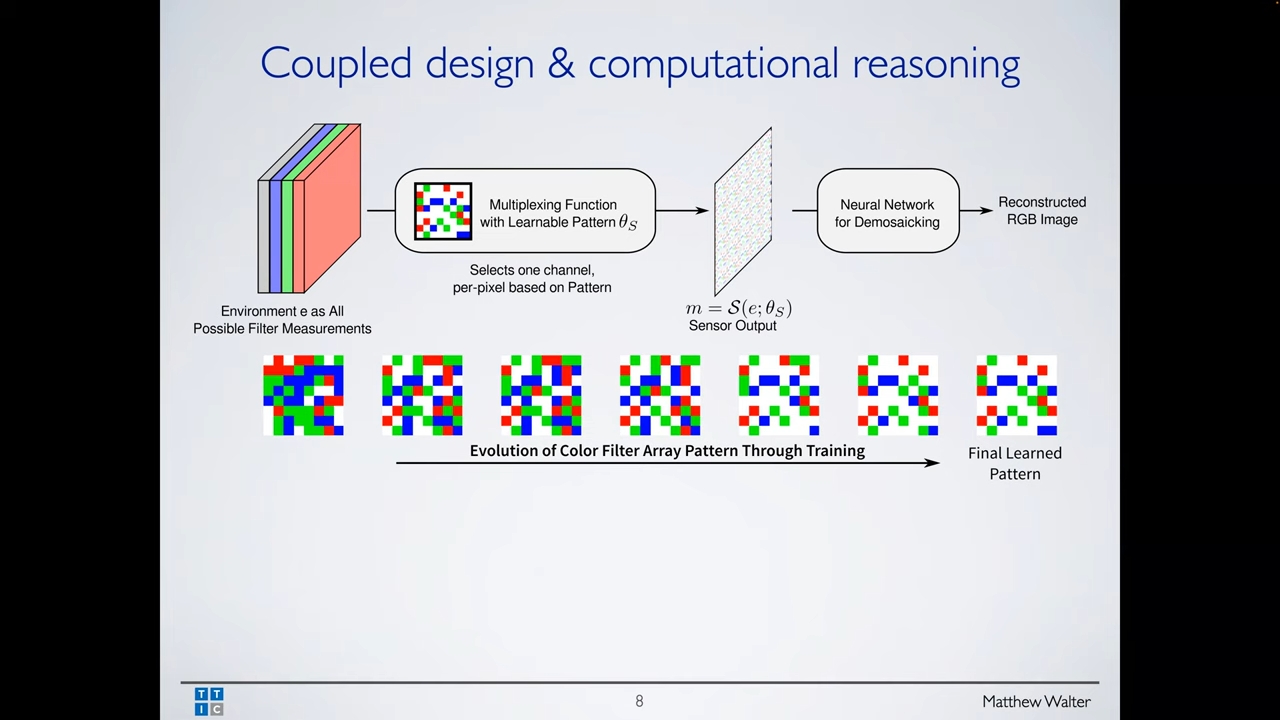 Coupled design & computational reasoning
Multiplexing Function
with Learnable Pattern θ_S
Selects one channel,
per-pixel based on Pattern
Environment e as All
Possible Filter Measurements
m = S(e; θ_S)
Sensor Output
Neural Network
for Demosaicking
Reconstructed
RGB Image
Evolution of Color Filter Array Pattern Through Training
Final Learned
Pattern
T T
I C
8
Matthew Walter